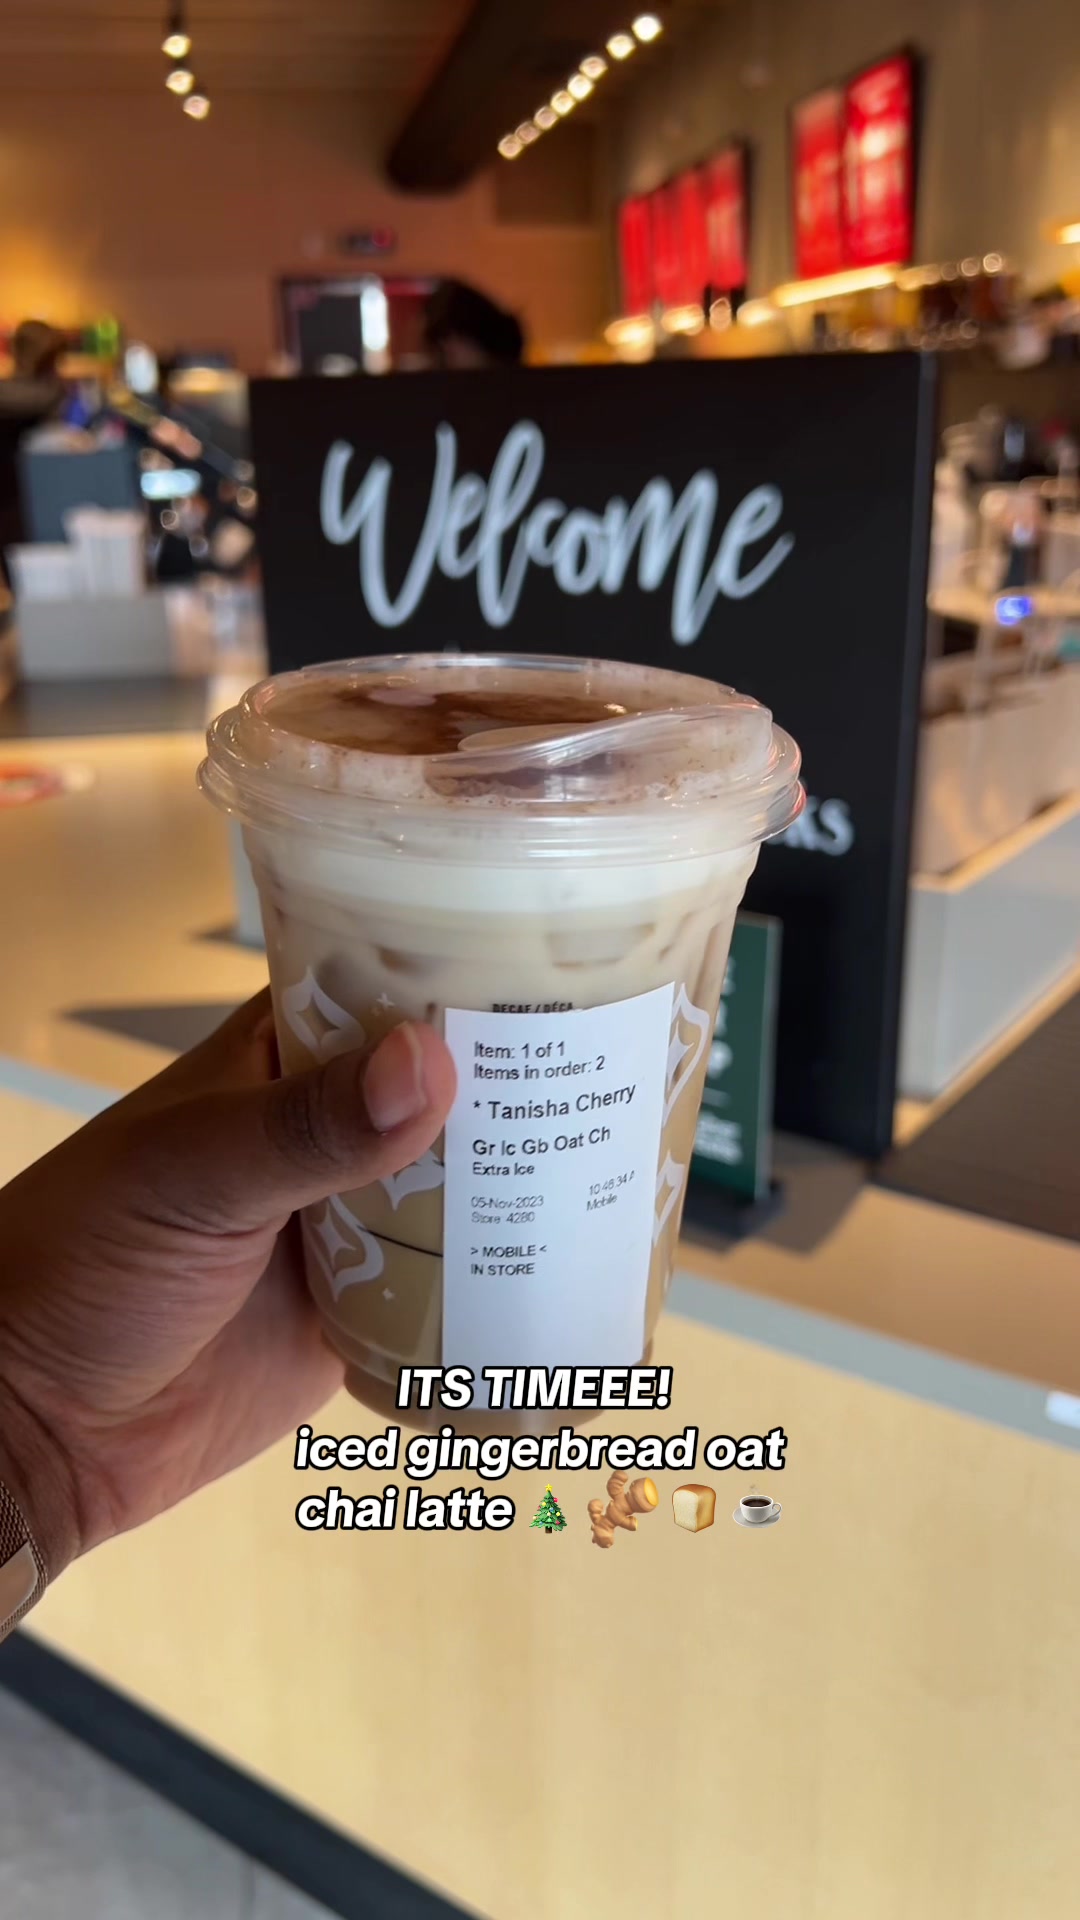 Welcome
DECAF / DÉCA
Item: 1 of 1
Items in order: 2
* Tanisha Cherry
Gr Ic Gb Oat Ch
Extra Ice
05-Nov-2023
Store 4280
Mobile
> MOBILE <
IN STORE
ITS TIMEEE!
iced gingerbread oat
chai latte 🎄 🫚 🍞 ☕